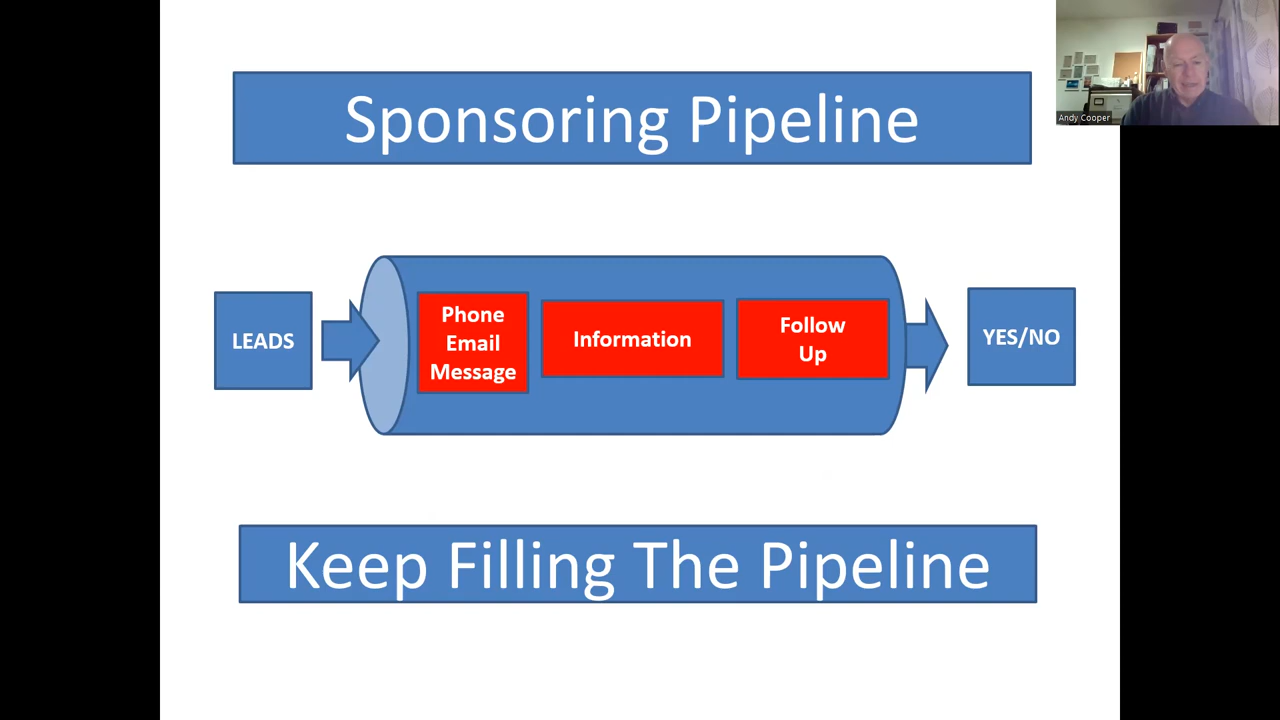 Sponsoring Pipeline
Andy Cooper
LEADS
Phone
Email
Message
Information
Follow
Up
YES/NO
Keep Filling The Pipeline